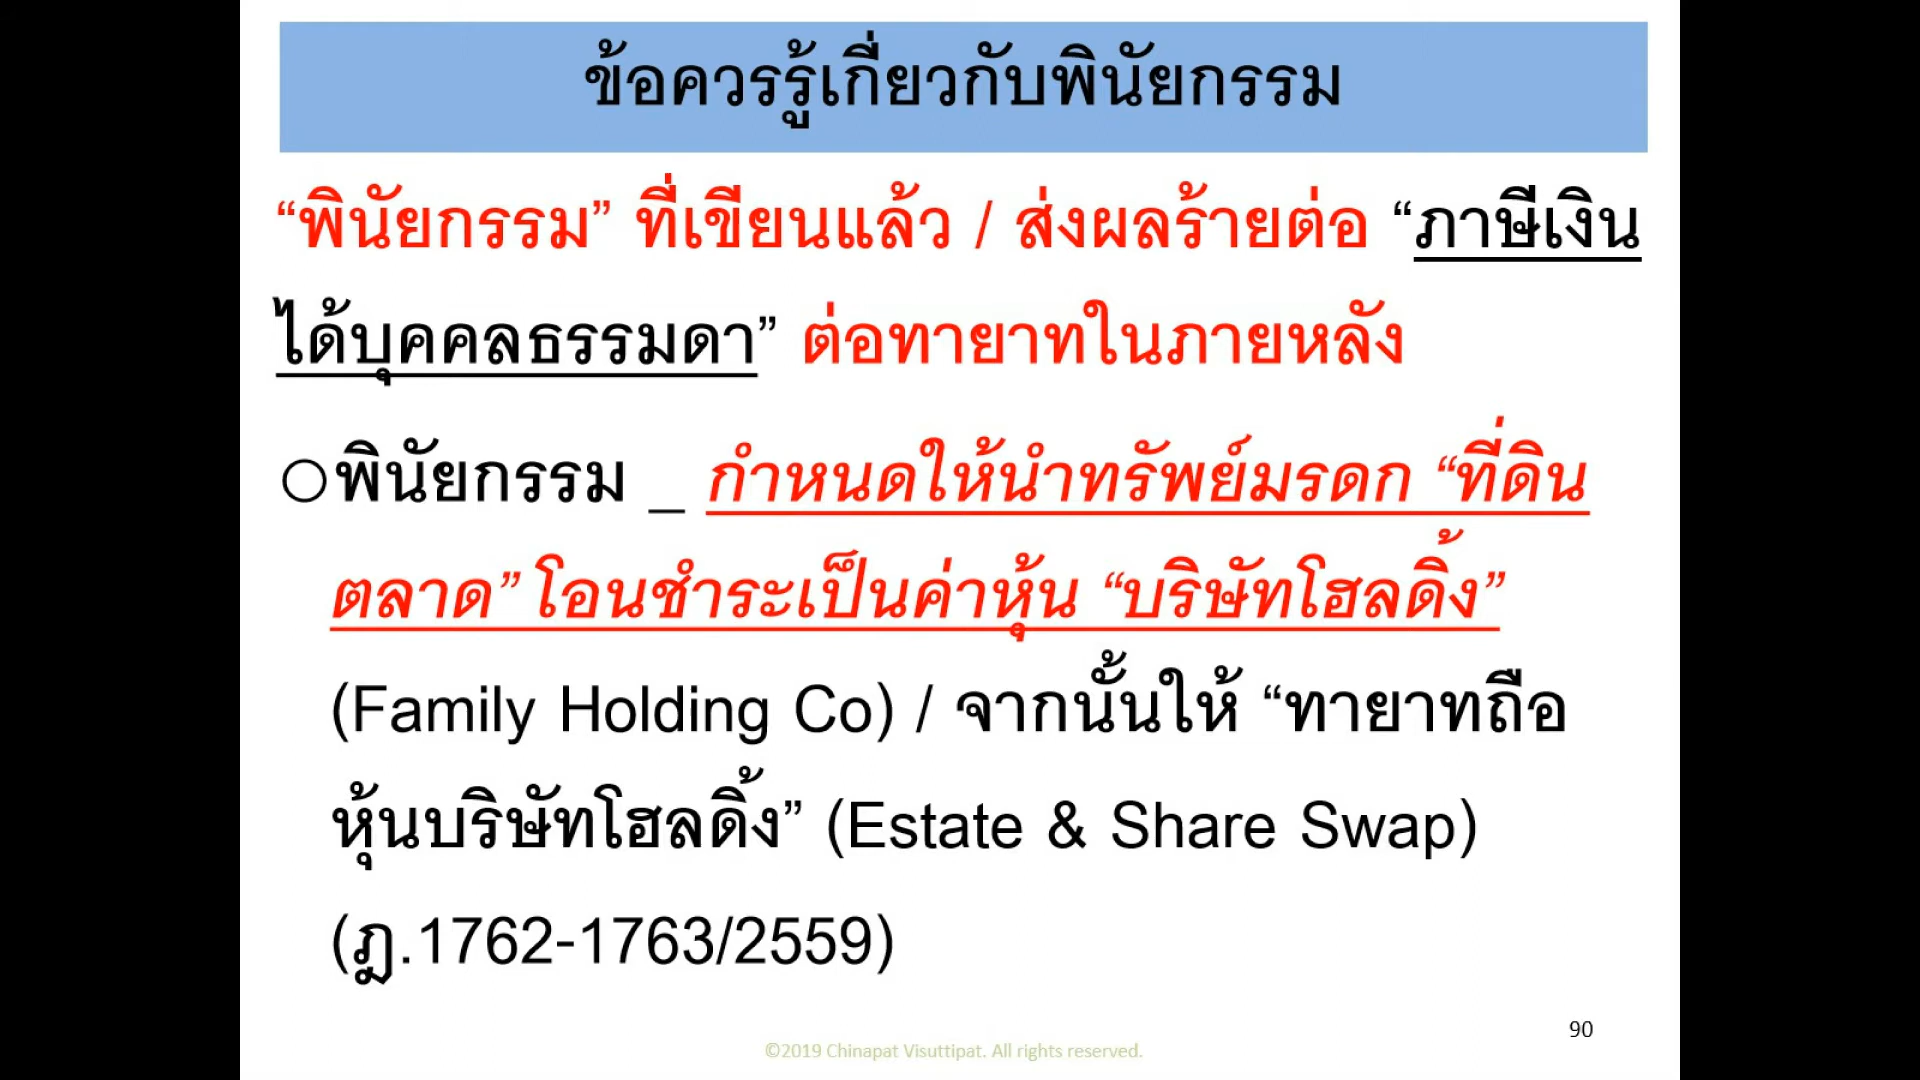 ข้อควรรู้เกี่ยวกับพินัยกรรม
“พินัยกรรม” ที่เขียนแล้ว / ส่งผลร้ายต่อ “ภาษีเงิน
ได้บุคคลธรรมดา” ต่อทายาทในภายหลัง
○พินัยกรรม _ กำหนดให้นำทรัพย์มรดก “ที่ดิน
ตลาด” โอนชำระเป็นค่าหุ้น “บริษัทโฮลดิ้ง”
(Family Holding Co) / จากนั้นให้ “ทายาทถือ
หุ้นบริษัทโฮลดิ้ง” (Estate & Share Swap)
(ฎ.1762-1763/2559)
90
©2019 Chinapat Visuttipat. All rights reserved.